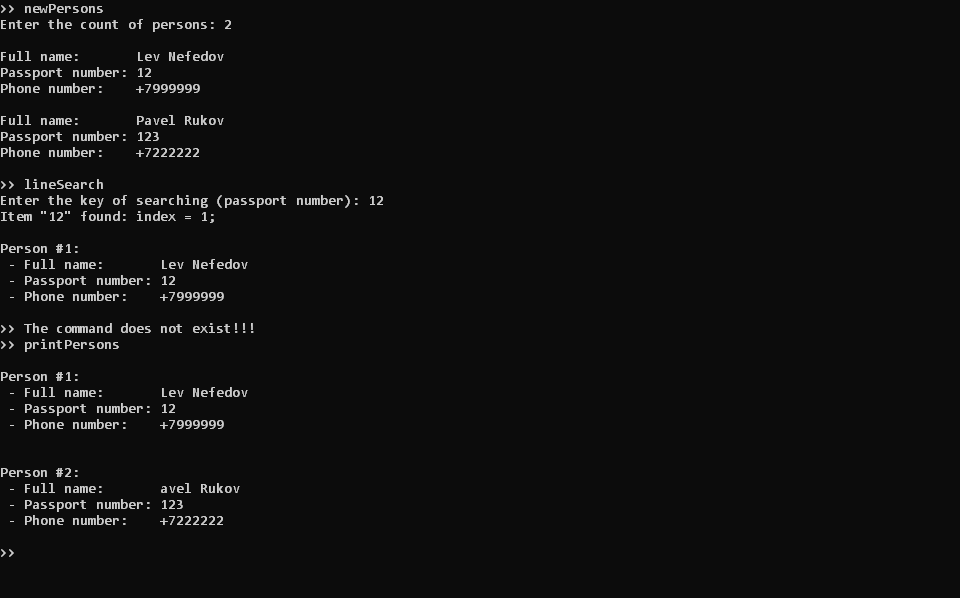 >> newPersons
Enter the count of persons: 2
Full name:       Lev Nefedov
Passport number: 12
Phone number:    +7999999
Full name:       Pavel Rukov
Passport number: 123
Phone number:    +7222222
>> lineSearch
Enter the key of searching (passport number): 12
Item "12" found: index = 1;
Person #1:
 - Full name:       Lev Nefedov
 - Passport number: 12
 - Phone number:    +7999999
>> The command does not exist!!!
>> printPersons
Person #1:
 - Full name:       Lev Nefedov
 - Passport number: 12
 - Phone number:    +7999999
Person #2:
 - Full name:       avel Rukov
 - Passport number: 123
 - Phone number:    +7222222
>>